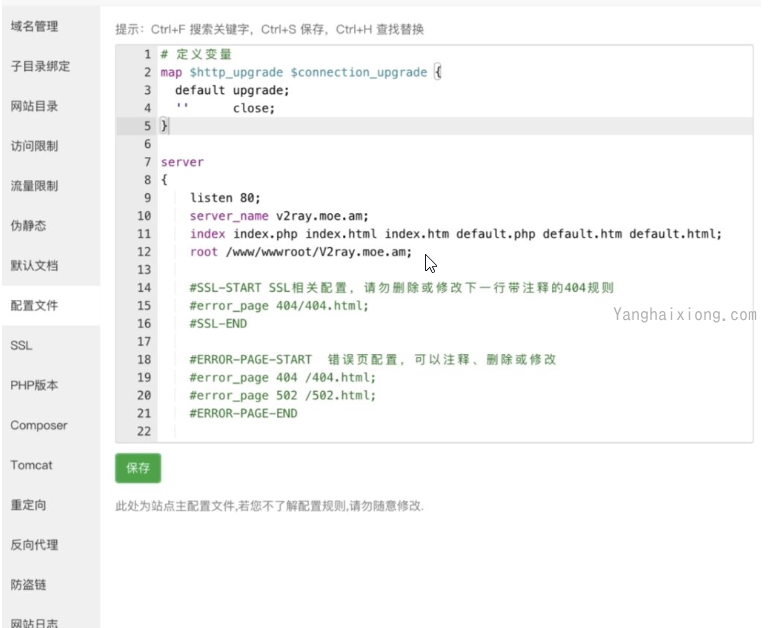 域名管理
子目录绑定
网站目录
访问限制
流量限制
伪静态
默认文档
配置文件
SSL
PHP版本
Composer
Tomcat
重定向
反向代理
防盗链
网站日志
提示：Ctrl+F 搜索关键字，Ctrl+S 保存，Ctrl+H 查找替换
1 # 定义变量
2 map $http_upgrade $connection_upgrade {
3   default upgrade;
4   ''      close;
5 }
6
7 server
8 {
9     listen 80;
10     server_name v2ray.moe.am;
11     index index.php index.html index.htm default.php default.htm default.html;
12     root /www/wwwroot/V2ray.moe.am;
13
14     #SSL-START SSL相关配置，请勿删除或修改下一行带注释的404规则
15     #error_page 404/404.html;
16     #SSL-END
17
18     #ERROR-PAGE-START  错误页配置，可以注释、删除或修改
19     #error_page 404 /404.html;
20     #error_page 502 /502.html;
21     #ERROR-PAGE-END
22
Yanghaixiong.com
保存
此处为站点主配置文件,若您不了解配置规则,请勿随意修改.